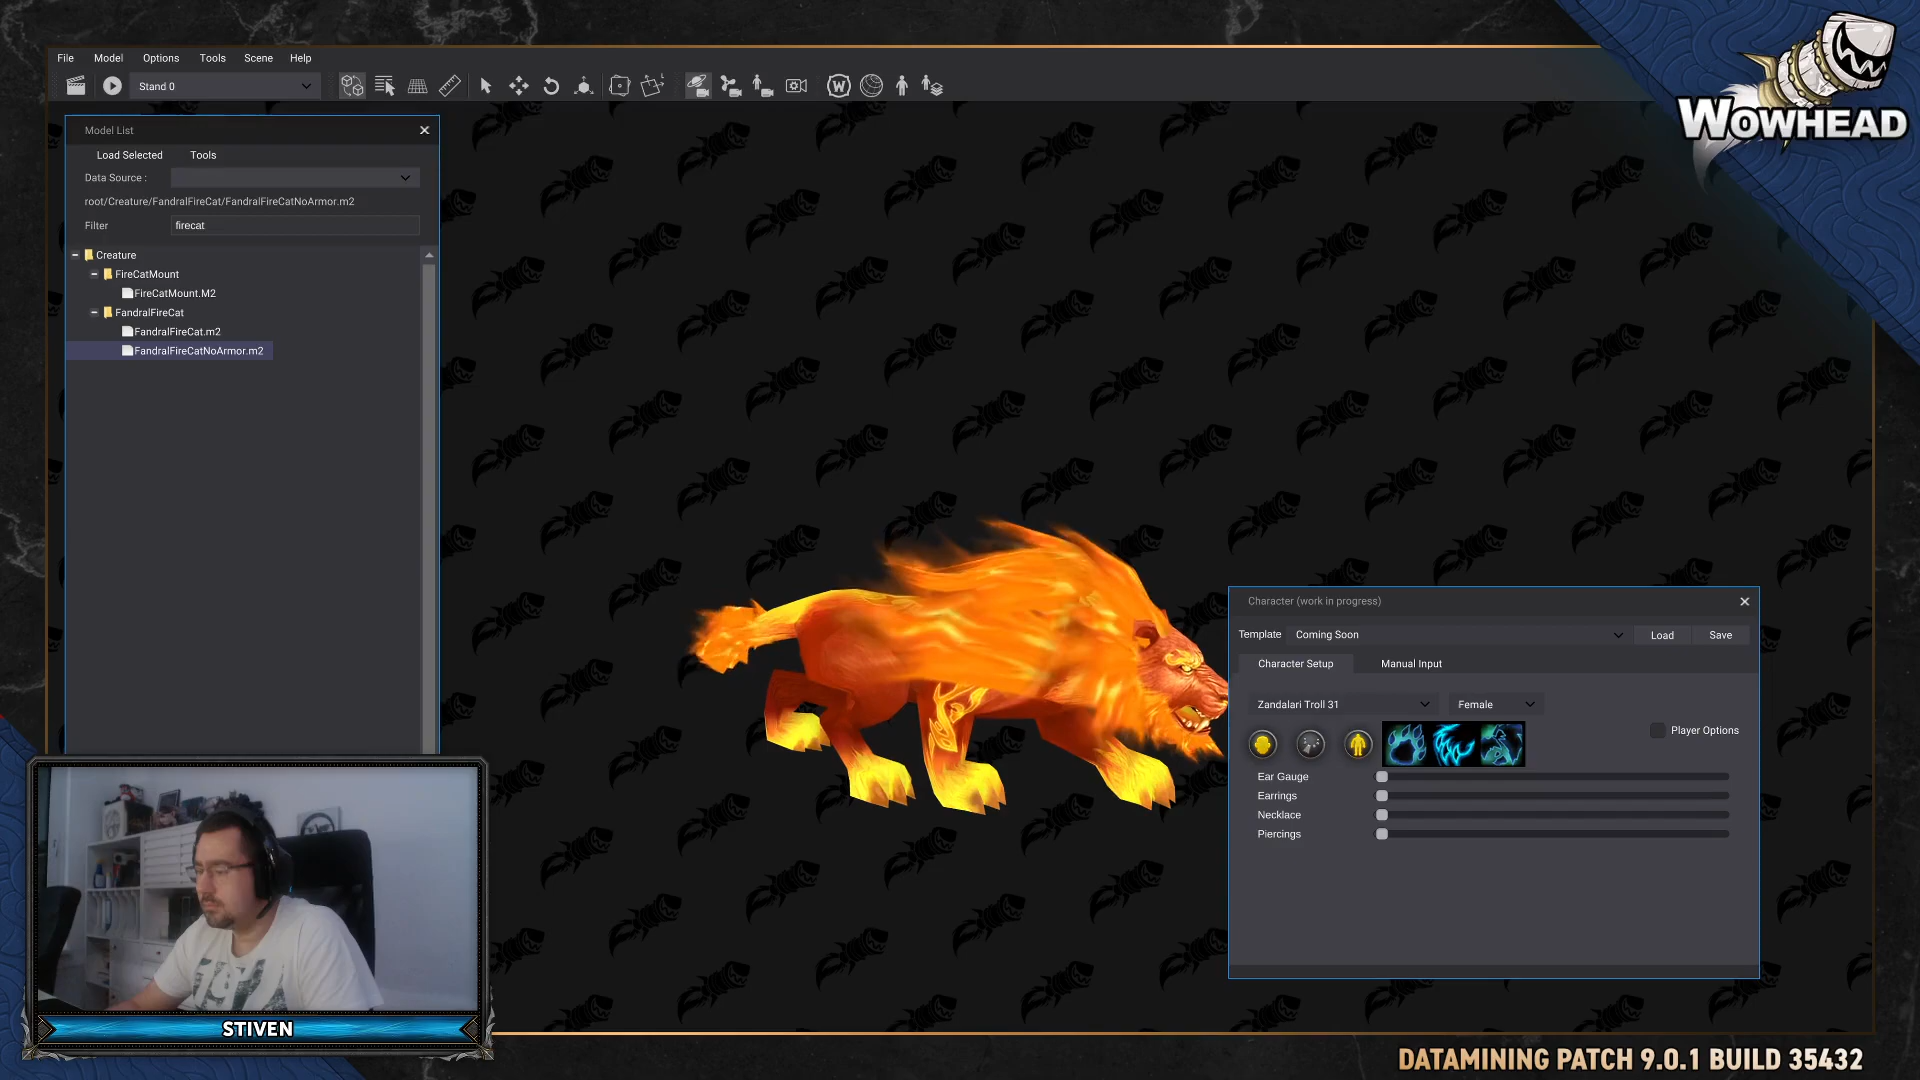 File Model Options Tools Scene Help
WOWHEAD
Stand 0
Model List
Load Selected Tools
Data Source :
root/Creature/FandralFireCat/FandralFireCatNoArmor.m2
Filter firecat
Creature
FireCatMount
FireCatMount.M2
FandralFireCat
FandralFireCat.m2
FandralFireCatNoArmor.m2
Character (work in progress)
Template Coming Soon Load Save
Character Setup Manual Input
Zandalari Troll 31 Female
Player Options
Ear Gauge
Earrings
Necklace
Piercings
STIVEN
DATAMINING PATCH 9.0.1 BUILD 35432